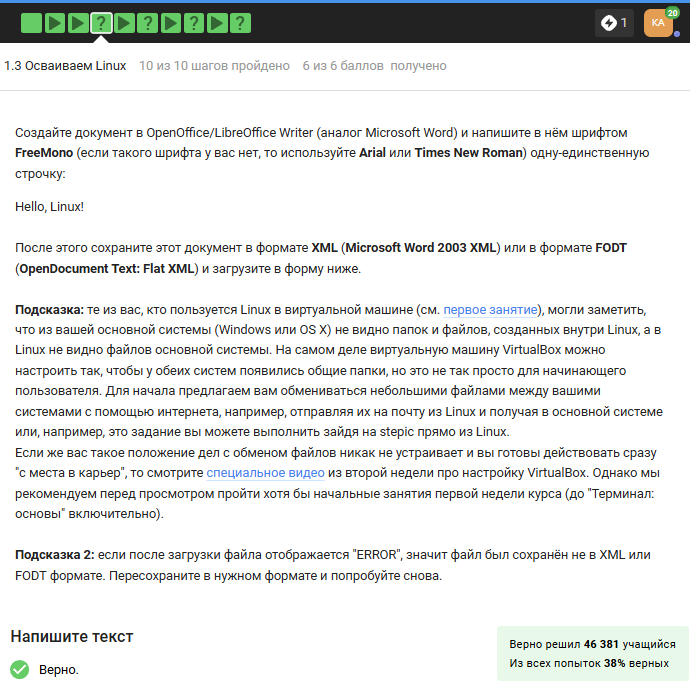 ? ? ? ?
1
KA
20
1.3 Осваиваем Linux 10 из 10 шагов пройдено 6 из 6 баллов получено
Создайте документ в OpenOffice/LibreOffice Writer (аналог Microsoft Word) и напишите в нём шрифтом
FreeMono (если такого шрифта у вас нет, то используйте Arial или Times New Roman) одну-единственную
строчку:
Hello, Linux!
После этого сохраните этот документ в формате XML (Microsoft Word 2003 XML) или в формате FODT
(OpenDocument Text: Flat XML) и загрузите в форму ниже.
Подсказка: те из вас, кто пользуется Linux в виртуальной машине (см. первое занятие), могли заметить,
что из вашей основной системы (Windows или OS X) не видно папок и файлов, созданных внутри Linux, а в
Linux не видно файлов основной системы. На самом деле виртуальную машину VirtualBox можно
настроить так, чтобы у обеих систем появились общие папки, но это не так просто для начинающего
пользователя. Для начала предлагаем вам обмениваться небольшими файлами между вашими
системами с помощью интернета, например, отправляя их на почту из Linux и получая в основной системе
или, например, это задание вы можете выполнить зайдя на stepic прямо из Linux.
Если же вас такое положение дел с обменом файлов никак не устраивает и вы готовы действовать сразу
"с места в карьер", то смотрите специальное видео из второй недели про настройку VirtualBox. Однако мы
рекомендуем перед просмотром пройти хотя бы начальные занятия первой недели курса (до "Терминал:
основы" включительно).
Подсказка 2: если после загрузки файла отображается "ERROR", значит файл был сохранён не в XML или
FODT формате. Пересохраните в нужном формате и попробуйте снова.
Напишите текст
Верно решил 46 381 учащийся
Из всех попыток 38% верных
Верно.